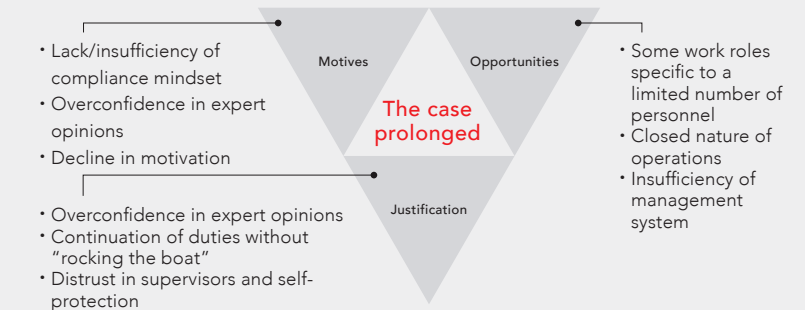 ・Lack/insufficiency of
compliance mindset
・Overconfidence in expert
opinions
・Decline in motivation
Motives
Opportunities
The case
prolonged
Justification
・Some work roles
specific to a
limited number of
personnel
・Closed nature of
operations
・Insufficiency of
management
system
・Overconfidence in expert opinions
・Continuation of duties without
“rocking the boat”
・Distrust in supervisors and self-
protection